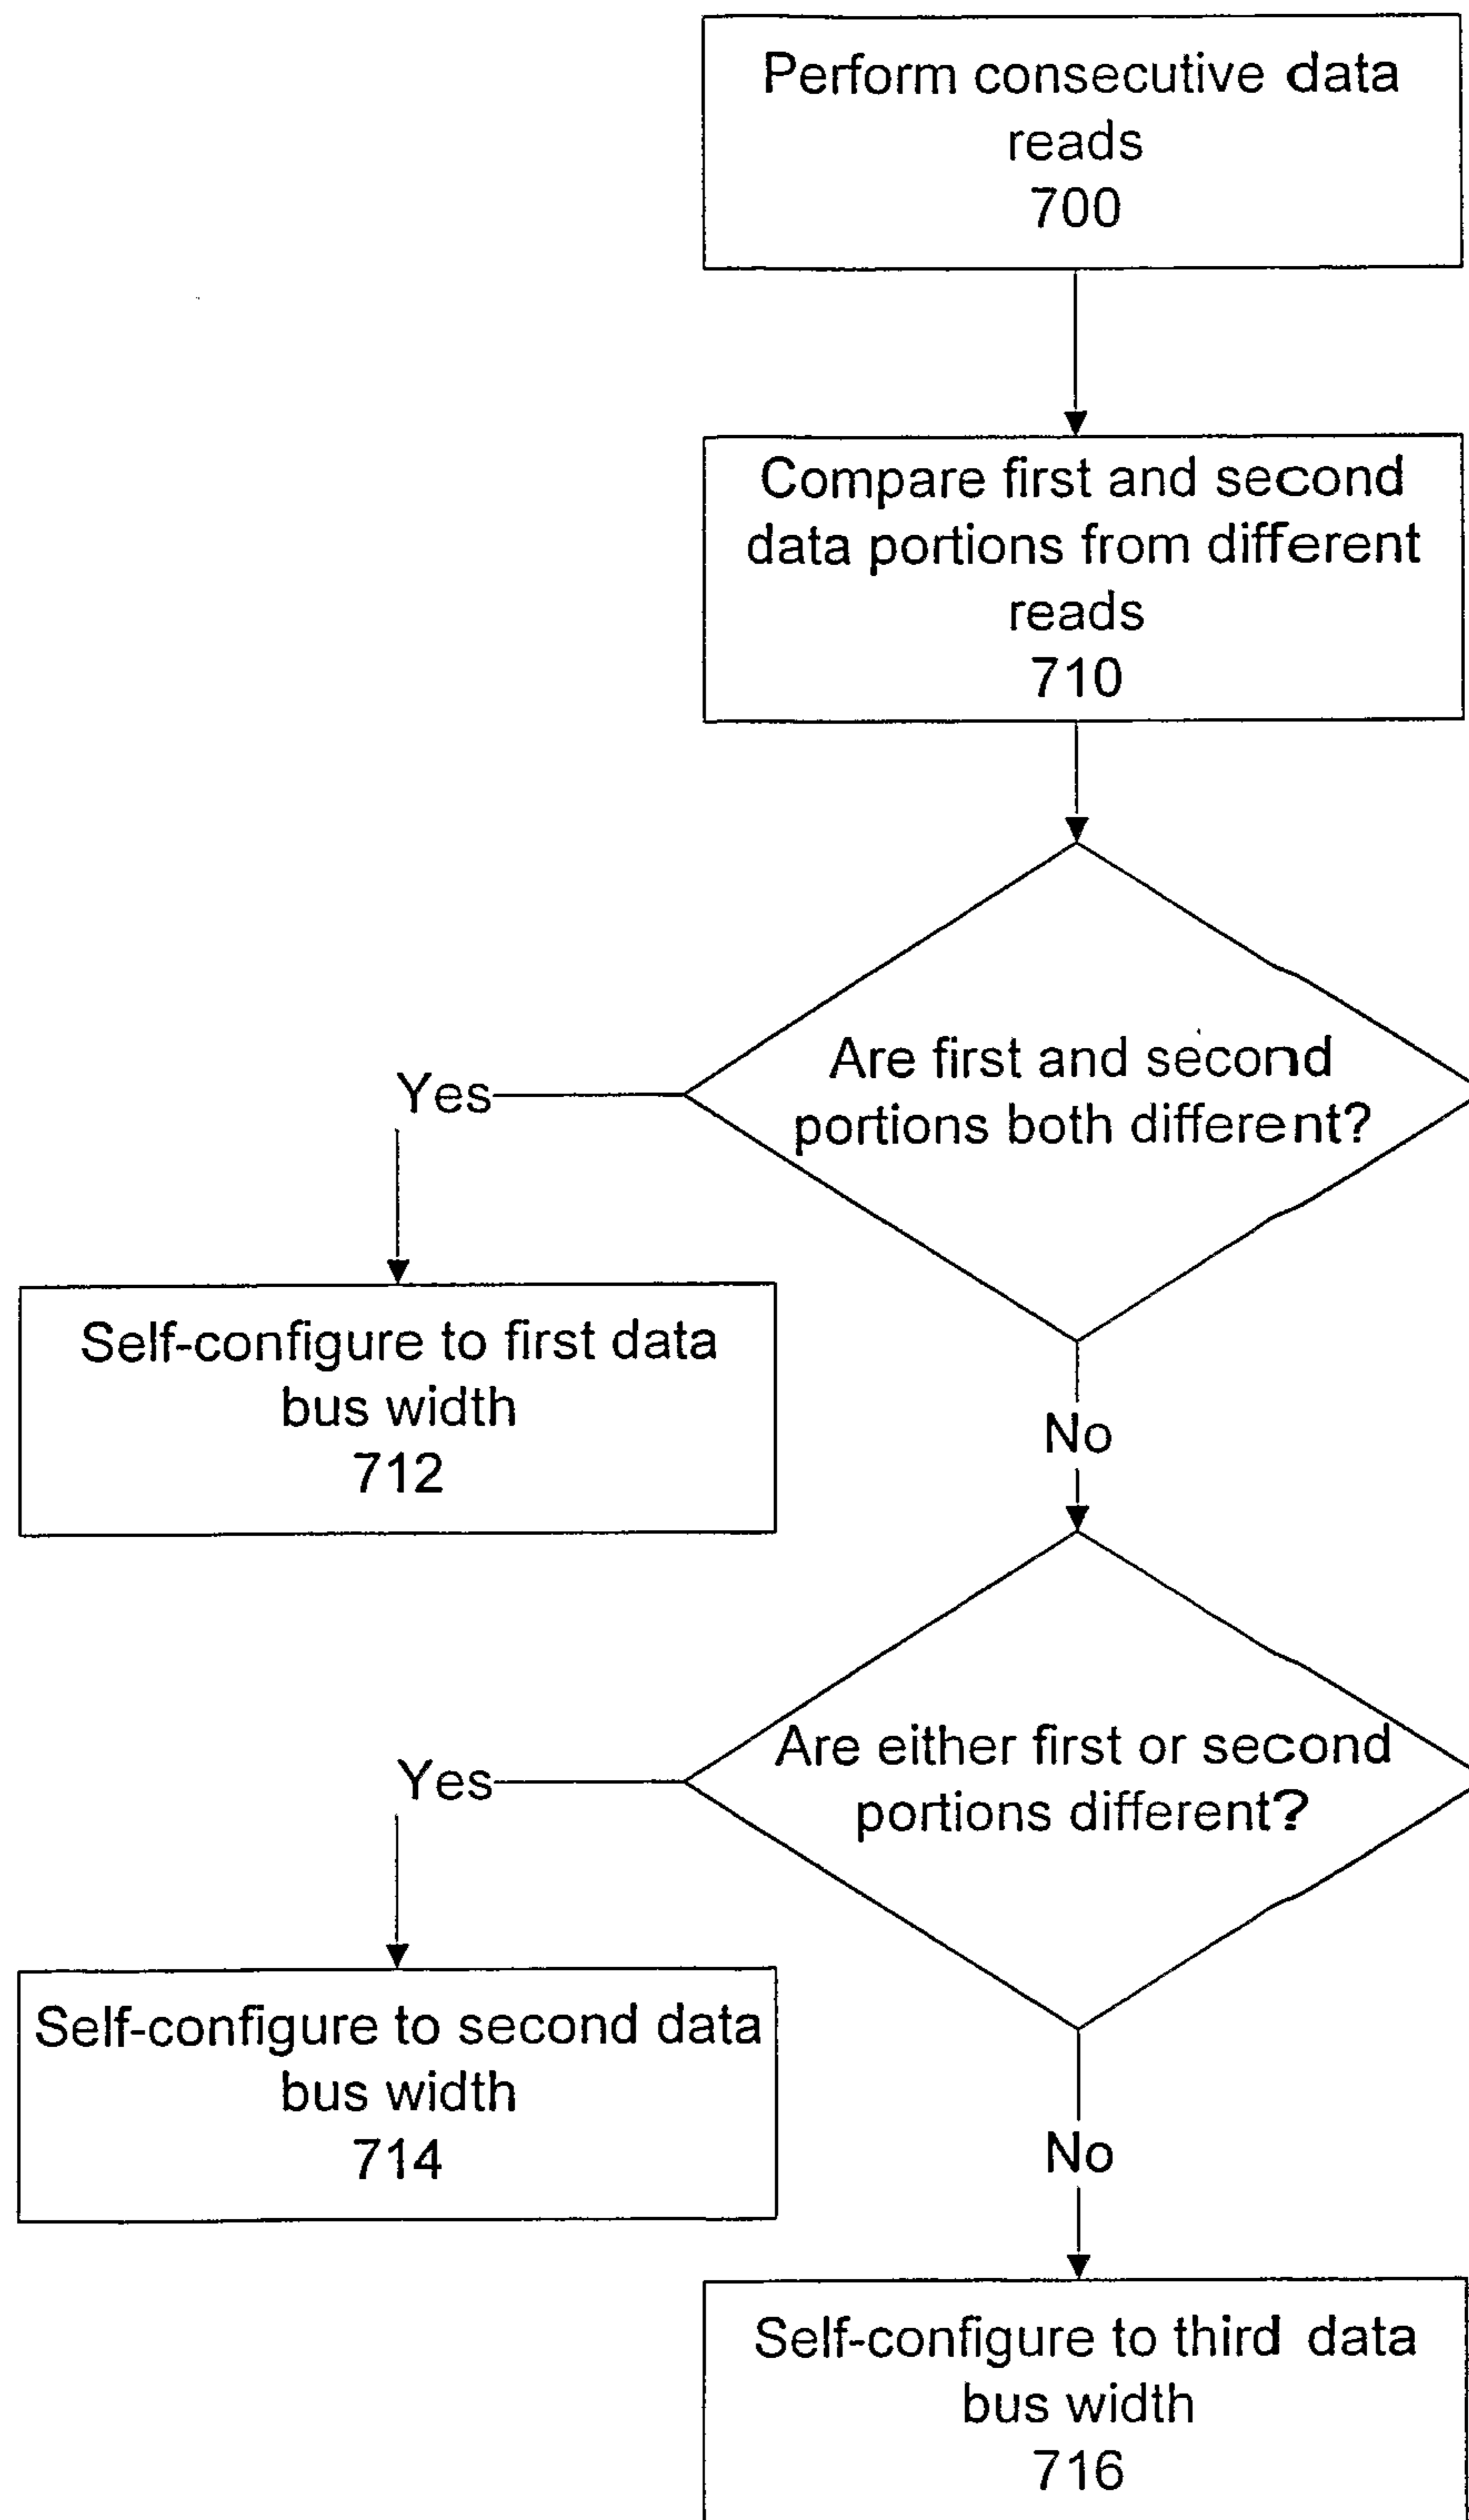 Perform consecutive data
reads
700
Compare first and second
data portions from different
reads
710
Are first and second
portions both different?
Yes
Self-configure to first data
bus width
712
No
Are either first or second
portions different?
Yes
Self-configure to second data
bus width
714
No
Self-configure to third data
bus width
716